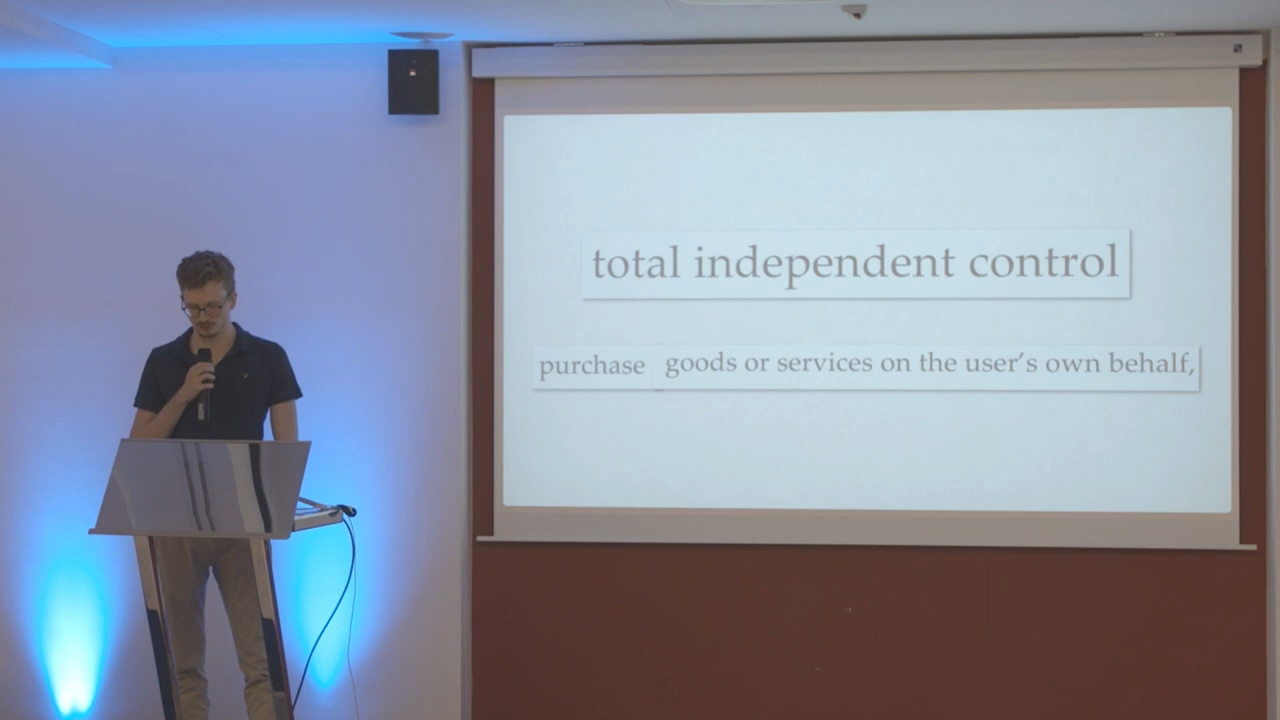 total independent control
purchase goods or services on the user's own behalf,